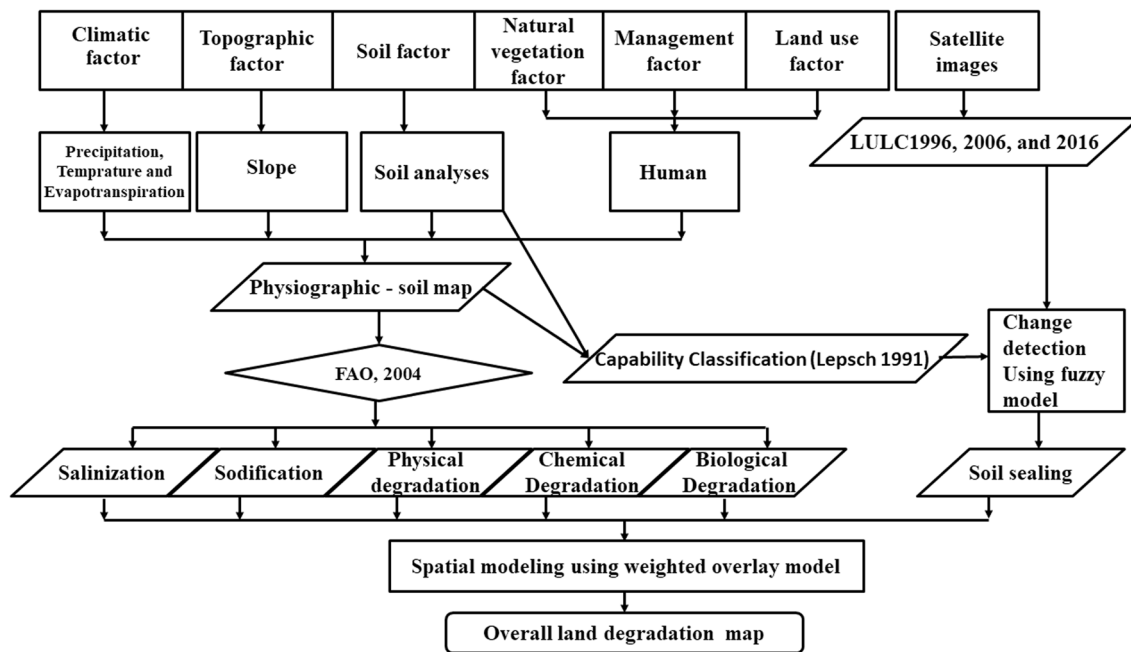 Climatic
factor
Topographic
factor
Soil factor
Natural
vegetation
factor
Management
factor
Land use
factor
Satellite
images
Precipitation,
Temprature and
Evapotranspiration
Slope
Soil analyses
Human
LULC1996, 2006, and 2016
Physiographic - soil map
FAO, 2004
Capability Classification (Lepsch 1991)
Change
detection
Using fuzzy
model
Salinization
Sodification
Physical
degradation
Chemical
Degradation
Biological
Degradation
Soil sealing
Spatial modeling using weighted overlay model
Overall land degradation map